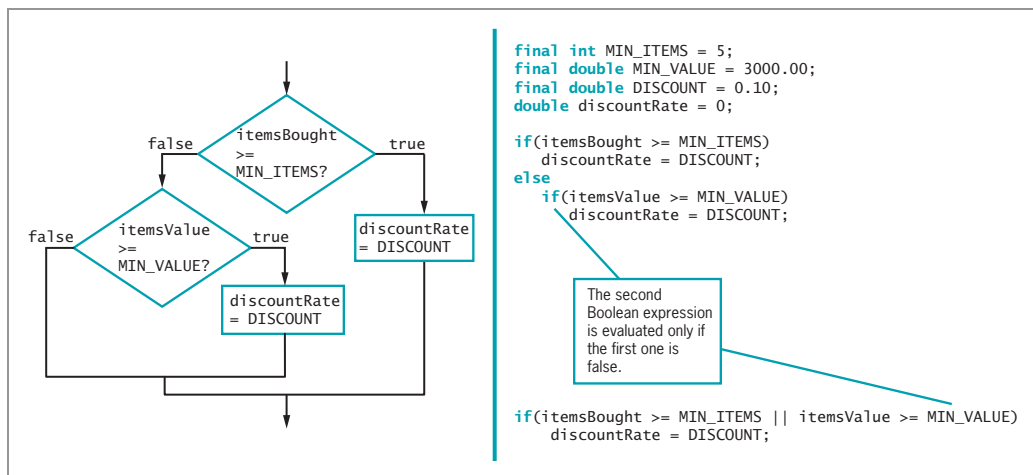 itemsBought
>=
MIN_ITEMS?
false
true
itemsValue
>=
MIN_VALUE?
false
true
discountRate
= DISCOUNT
discountRate
= DISCOUNT
final int MIN_ITEMS = 5;
final double MIN_VALUE = 3000.00;
final double DISCOUNT = 0.10;
double discountRate = 0;
if(itemsBought >= MIN_ITEMS)
discountRate = DISCOUNT;
else
if(itemsValue >= MIN_VALUE)
discountRate = DISCOUNT;
The second
Boolean expression
is evaluated only if
the first one is
false.
if(itemsBought >= MIN_ITEMS || itemsValue >= MIN_VALUE)
discountRate = DISCOUNT;